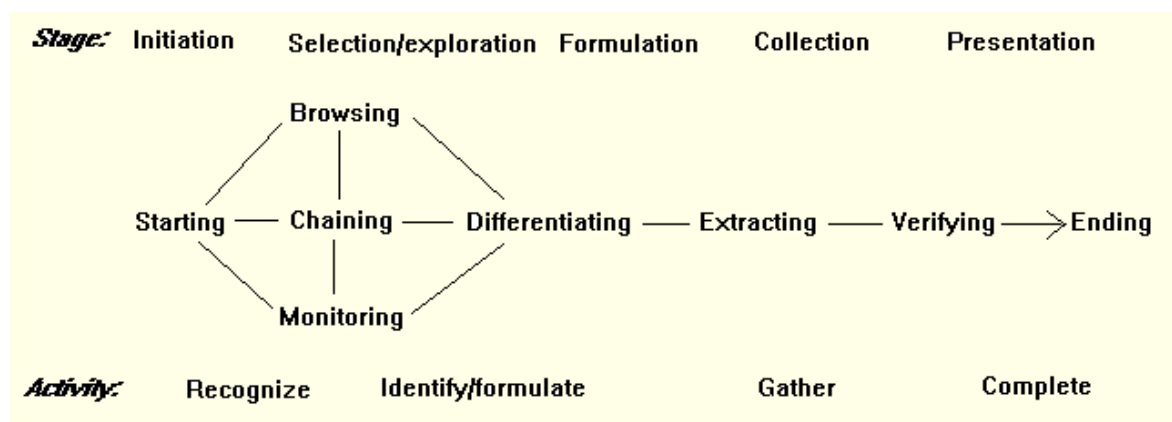 Stage: Initiation Selection/exploration Formulation Collection Presentation
Browsing
Starting Chaining Differentiating Extracting Verifying Ending
Monitoring
Activity: Recognize Identify/formulate Gather Complete